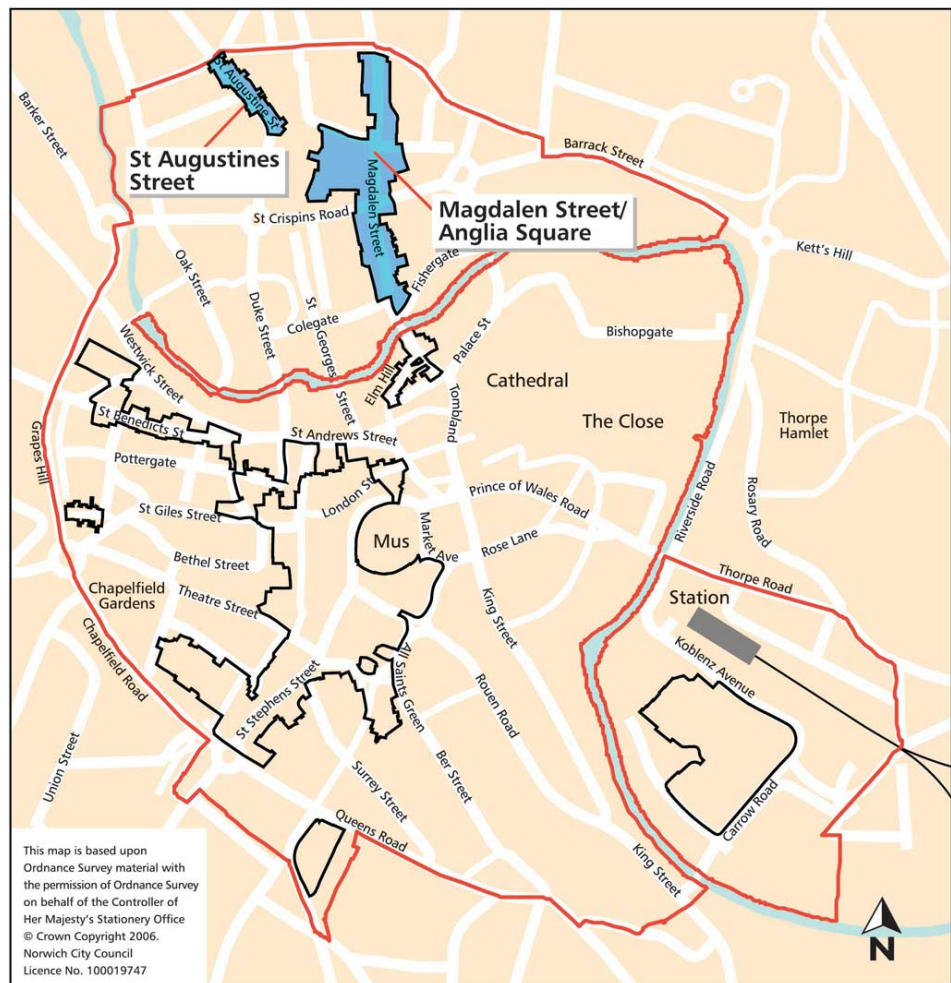 St Augustine St
Barker Street
St Augustines
Street
Magdalen Street
Barrack Street
Magdalen Street/
Anglia Square
St Crispins Road
Kett's Hill
Oak Street
Duke Street
St
Georges
Street
Fishergate
Colegate
Bishopgate
Palace St
Westwick Street
Elm Hill
Cathedral
Tombland
The Close
Thorpe
Hamlet
St Benedicts St
St Andrews Street
Grapes Hill
Pottergate
London St
Prince of Wales Road
Riverside Road
Rosary Road
St Giles Street
Mus
Market Ave
Rose Lane
Bethel Street
Thorpe Road
Chapelfield
Gardens
Theatre Street
King Street
Station
Koblenz Avenue
Chapelfield Road
All
Saints Green
St Stephens Street
Rouen Road
Union Street
Surrey Street
Ber Street
Carrow Road
Queens Road
King Street
This map is based upon
Ordnance Survey material with
the permission of Ordnance Survey
on behalf of the Controller of
Her Majesty's Stationery Office
© Crown Copyright 2006.
Norwich City Council
Licence No. 100019747
N